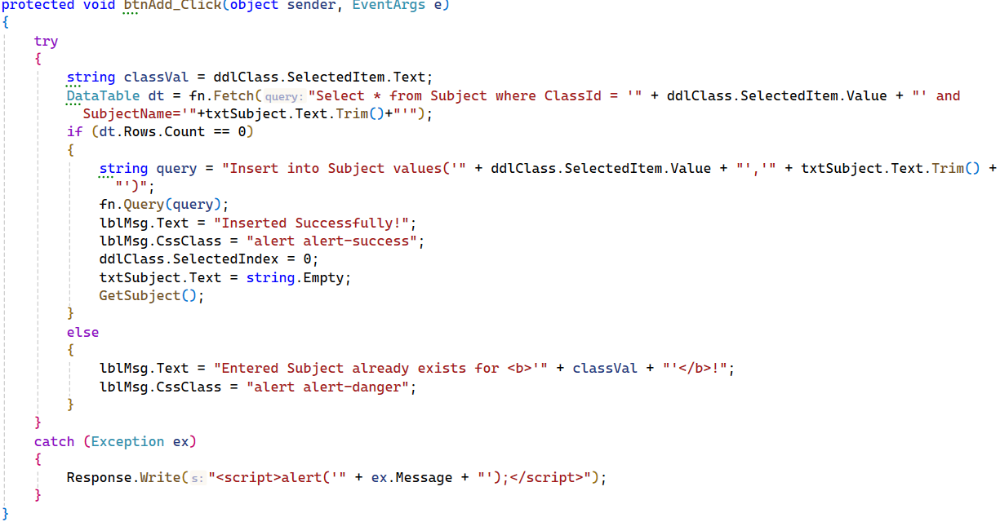 protected void btnAdd_Click(object sender, EventArgs e)
{
try
{
string classVal = ddlClass.SelectedItem.Text;
DataTable dt = fn.Fetch(query:"Select * from Subject where ClassId = '" + ddlClass.SelectedItem.Value + "' and
SubjectName='"+txtSubject.Text.Trim()+"'");
if (dt.Rows.Count == 0)
{
string query = "Insert into Subject values('" + ddlClass.SelectedItem.Value + "','" + txtSubject.Text.Trim() +
"')";
fn.Query(query);
lblMsg.Text = "Inserted Successfully!";
lblMsg.CssClass = "alert alert-success";
ddlClass.SelectedIndex = 0;
txtSubject.Text = string.Empty;
GetSubject();
}
else
{
lblMsg.Text = "Entered Subject already exists for <b>'" + classVal + "'</b>!";
lblMsg.CssClass = "alert alert-danger";
}
}
catch (Exception ex)
{
Response.Write(s:"<script>alert('" + ex.Message + "');</script>");
}
}